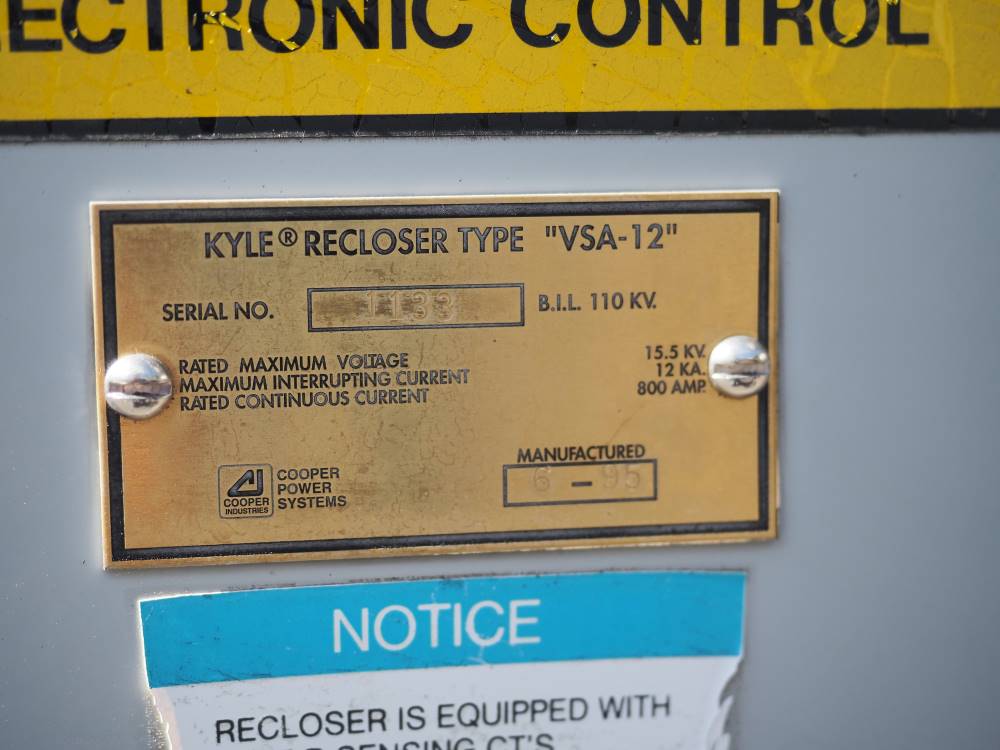 ECTRONIC CONTROL
KYLE® RECLOSER TYPE "VSA-12"
SERIAL NO. 1133 B.I.L. 110 KV.
RATED MAXIMUM VOLTAGE 15.5 KV.
MAXIMUM INTERRUPTING CURRENT 12 KA.
RATED CONTINUOUS CURRENT 800 AMP.
MANUFACTURED
6 - 95
COOPER
INDUSTRIES
COOPER
POWER
SYSTEMS
NOTICE
RECLOSER IS EQUIPPED WITH
SENSING CT'S